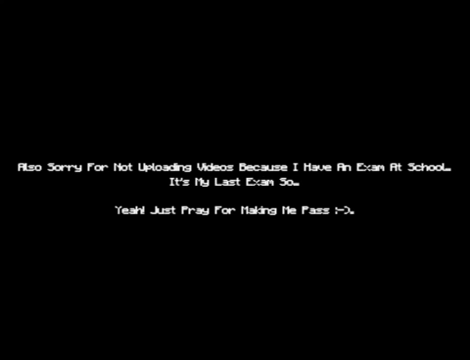 Also Sorry For Not Uploading Videos Because I Have An Exam At School...
It's My Last Exam So...
Yeah! Just Pray For Making Me Pass :-).